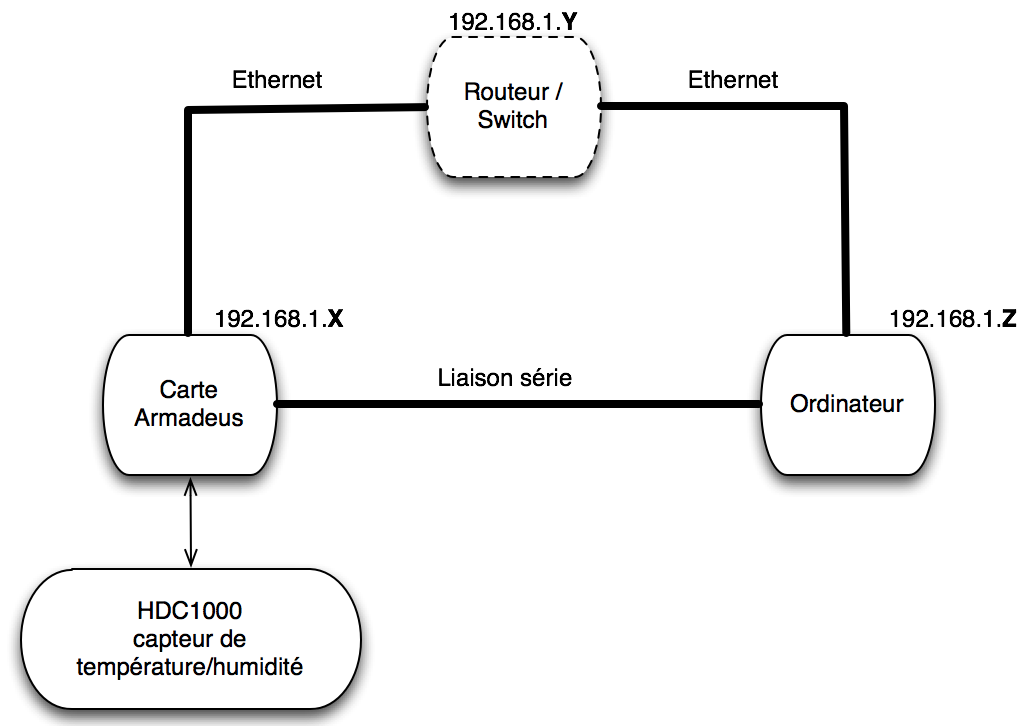 192.168.1.Y
Ethernet
Routeur /
Switch
Ethernet
192.168.1.X
192.168.1.Z
Carte
Armadeus
Liaison série
Ordinateur
HDC1000
capteur de
température/humidité